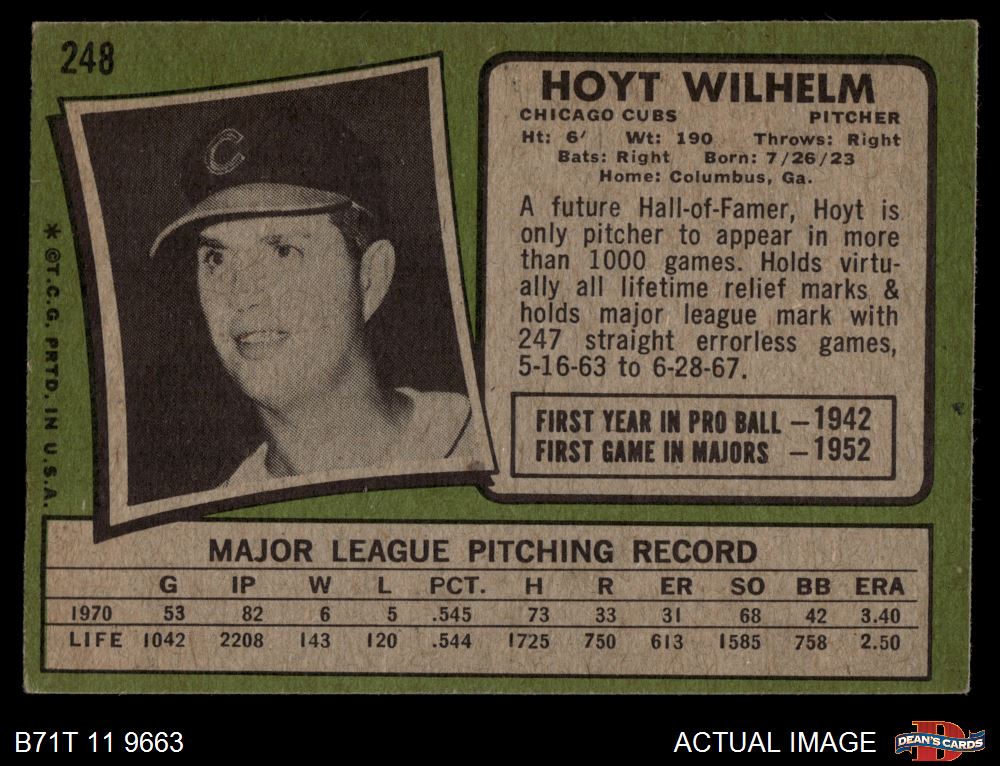 248
C
HOYT WILHELM
CHICAGO CUBS PITCHER
Ht: 6' Wt: 190 Throws: Right
Bats: Right Born: 7/26/23
Home: Columbus, Ga.
A future Hall-of-Famer, Hoyt is
only pitcher to appear in more
than 1000 games. Holds virtu-
ally all lifetime relief marks &
holds major league mark with
247 straight errorless games,
5-16-63 to 6-28-67.
FIRST YEAR IN PRO BALL — 1942
FIRST GAME IN MAJORS — 1952
* © T.C.G. PRTD. IN U.S.A.
MAJOR LEAGUE PITCHING RECORD
G IP W L PCT. H R ER SO BB ERA
1970 53 82 6 5 .545 73 33 31 68 42 3.40
LIFE 1042 2208 143 120 .544 1725 750 613 1585 758 2.50
B71T 11 9663
ACTUAL IMAGE
DEAN'S CARDS